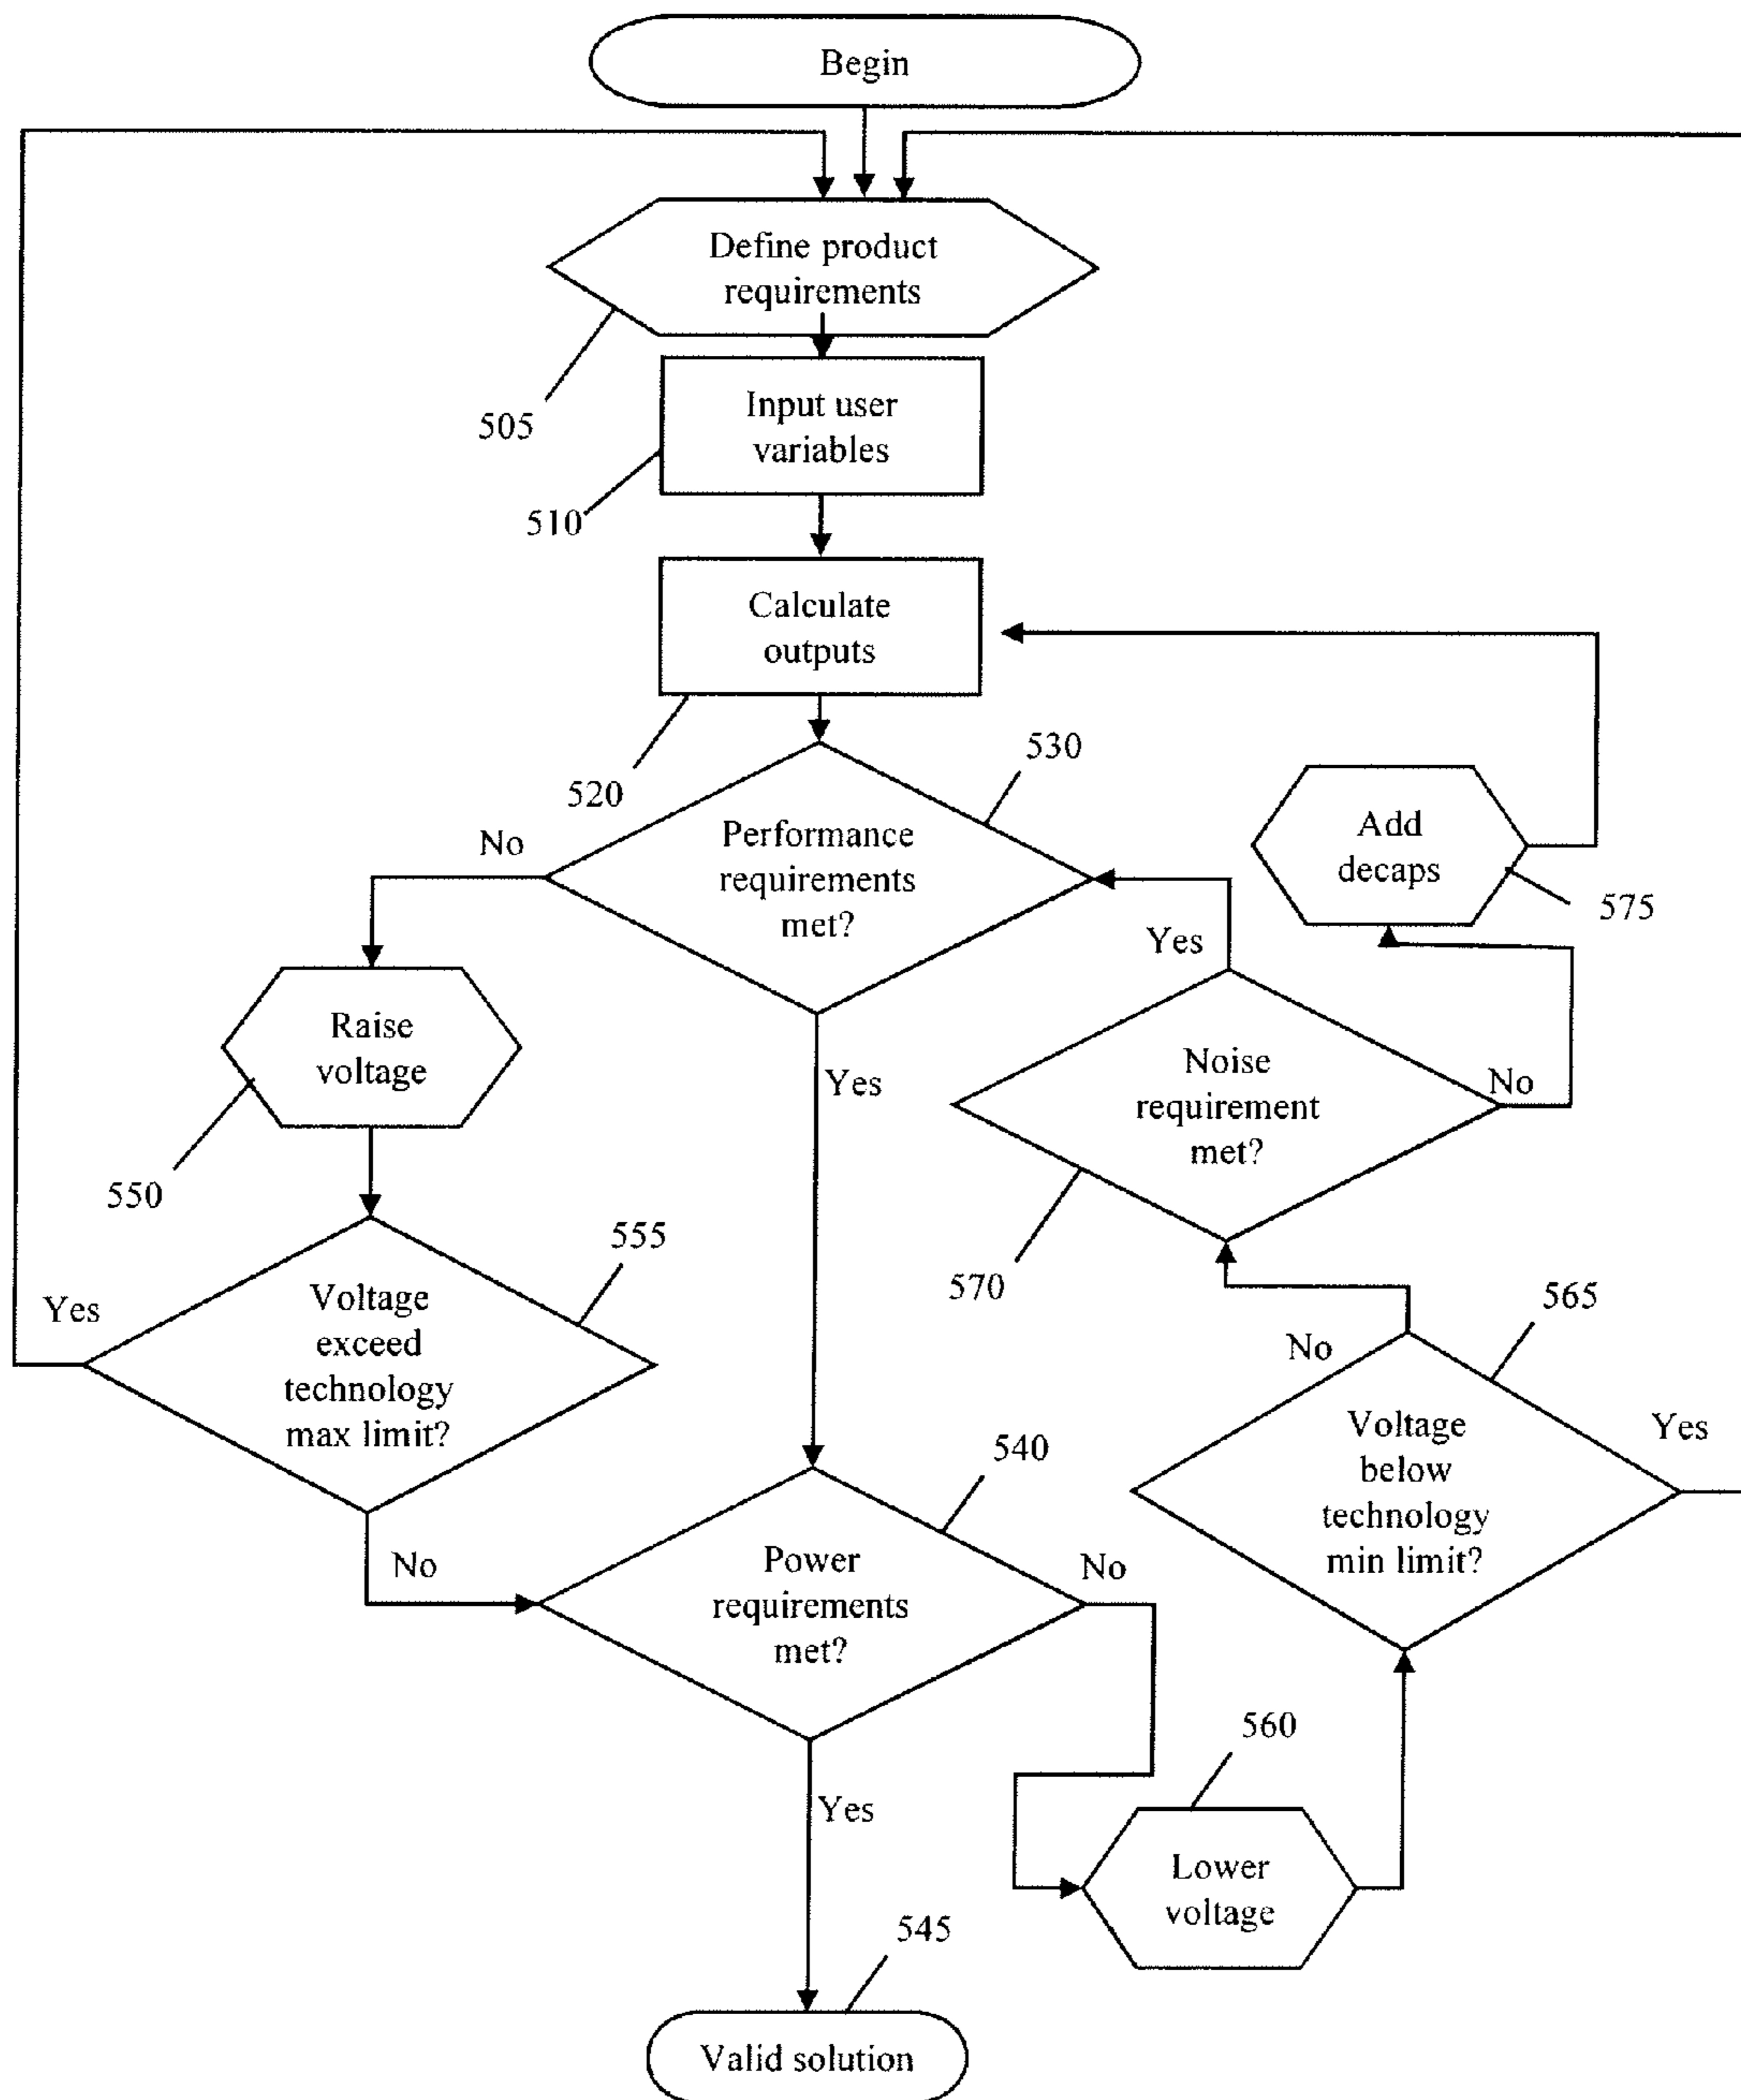 Begin
Define product
requirements
505
Input user
variables
510
Calculate
outputs
520
530
Performance
requirements
met?
No
Yes
Add
decaps
575
Yes
Raise
voltage
550
Noise
requirement
met?
No
570
555
Voltage
exceed
technology
max limit?
Yes
No
565
No
Voltage
below
technology
min limit?
Yes
540
Power
requirements
met?
No
Yes
560
Lower
voltage
545
Valid solution